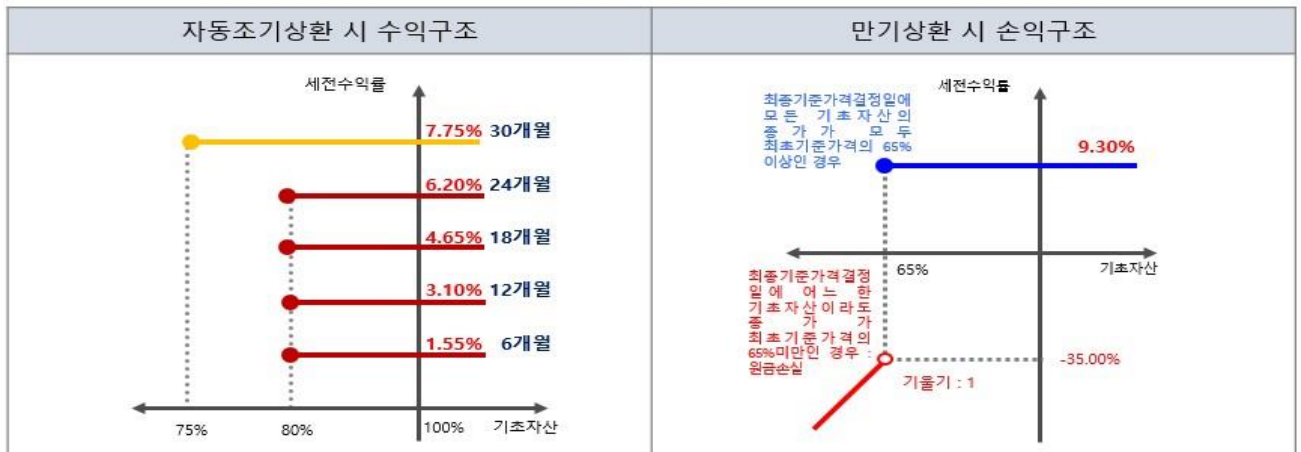 자동조기상환 시 수익구조
세전수익률
7.75% 30개월
6.20% 24개월
4.65% 18개월
3.10% 12개월
1.55% 6개월
75%
80%
100%
기초자산
만기상환 시 손익구조
세전수익률
최종기준가격결정일에
모든 기초자산의
종가가 모두
최초기준가격의 65%
이상인 경우
9.30%
65%
기초자산
최종기준가격결정
일에 어느 한
기초자산이라도
종가가
최초기준가격의
65%미만인 경우 :
원금손실
-35.00%
기울기 : 1